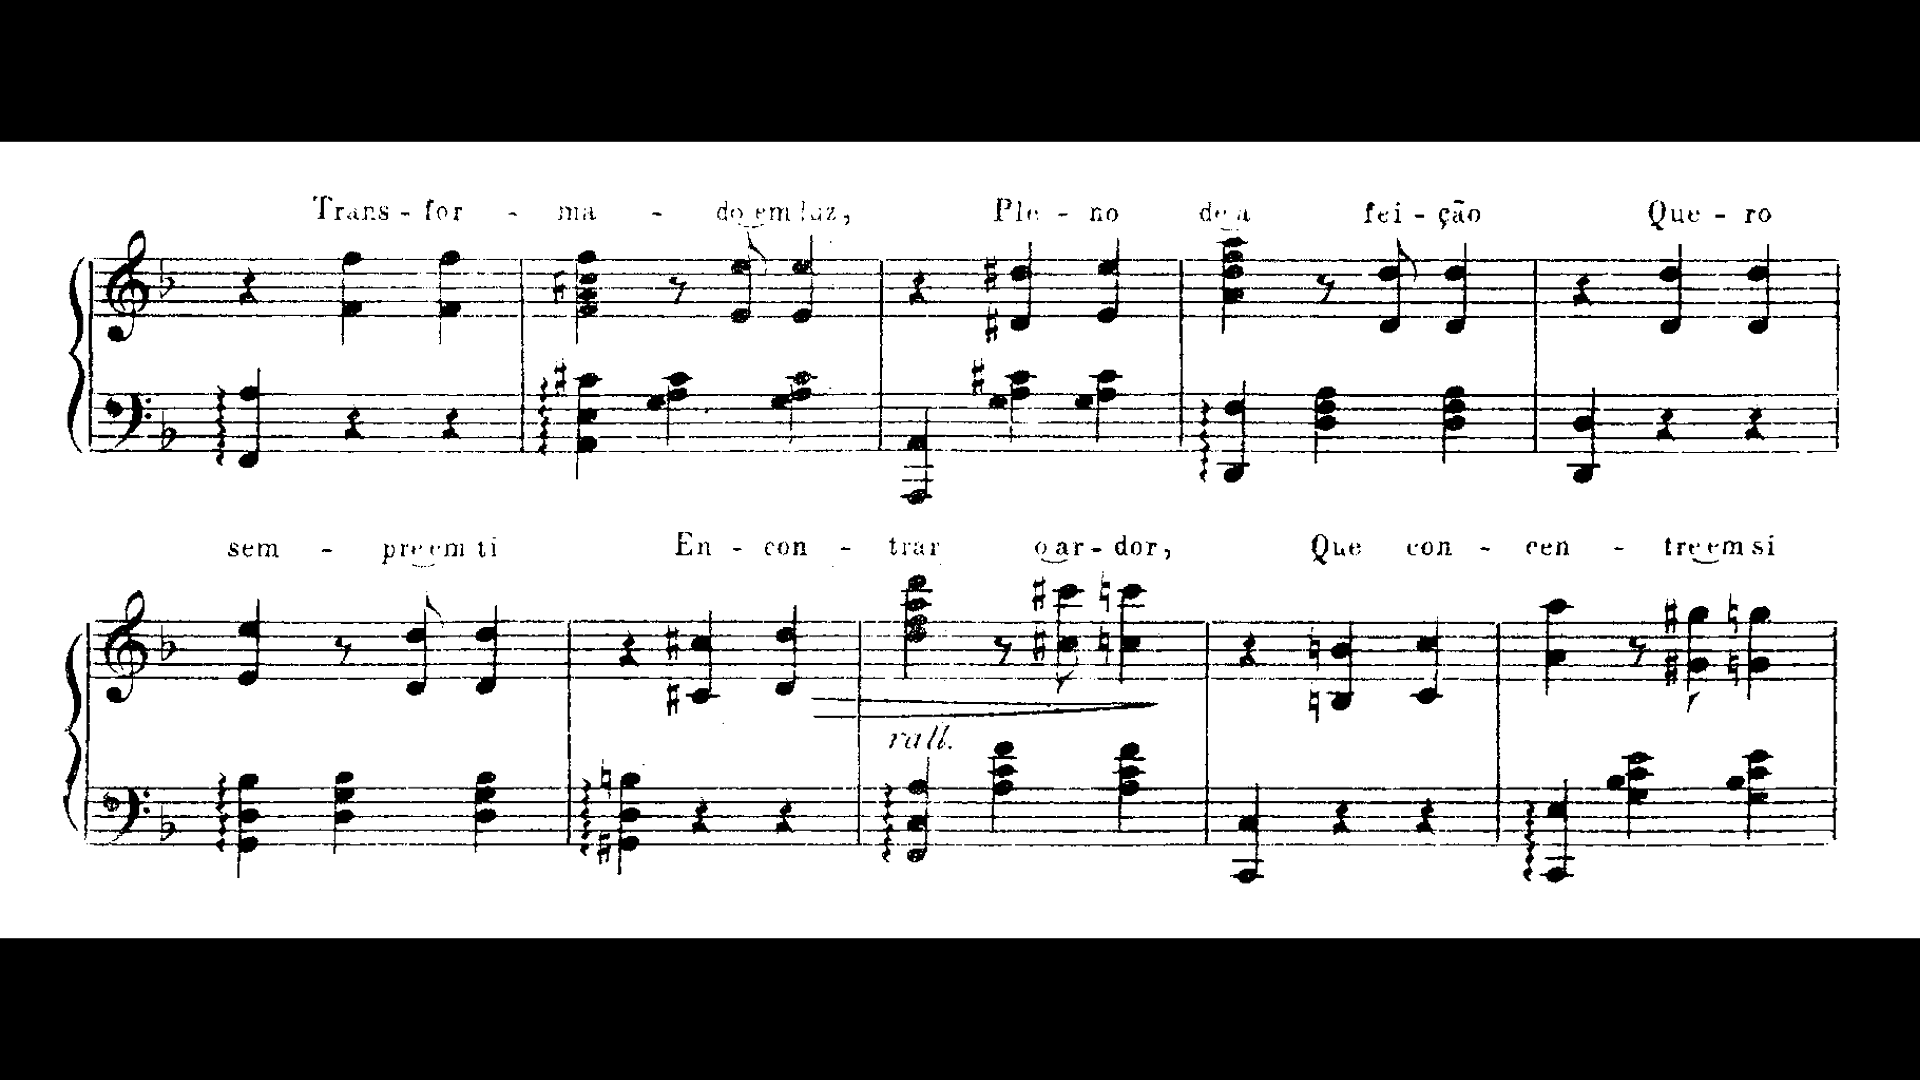 Trans - for - ma - do em luz, Ple - no de a fei - ção Que - ro
sem - pre em ti En - con - trar o ar - dor, Que con - cen - tre em si
rall.